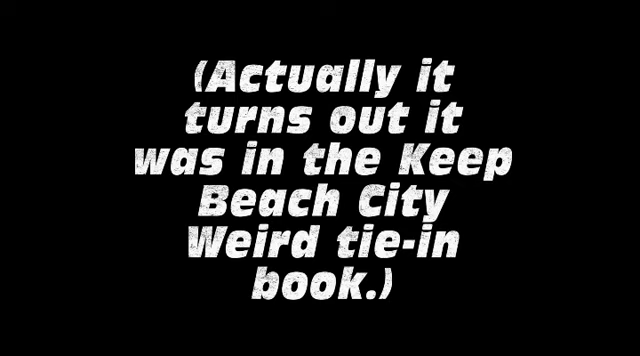 (Actually it
turns out it
was in the Keep
Beach City
Weird tie-in
book.)